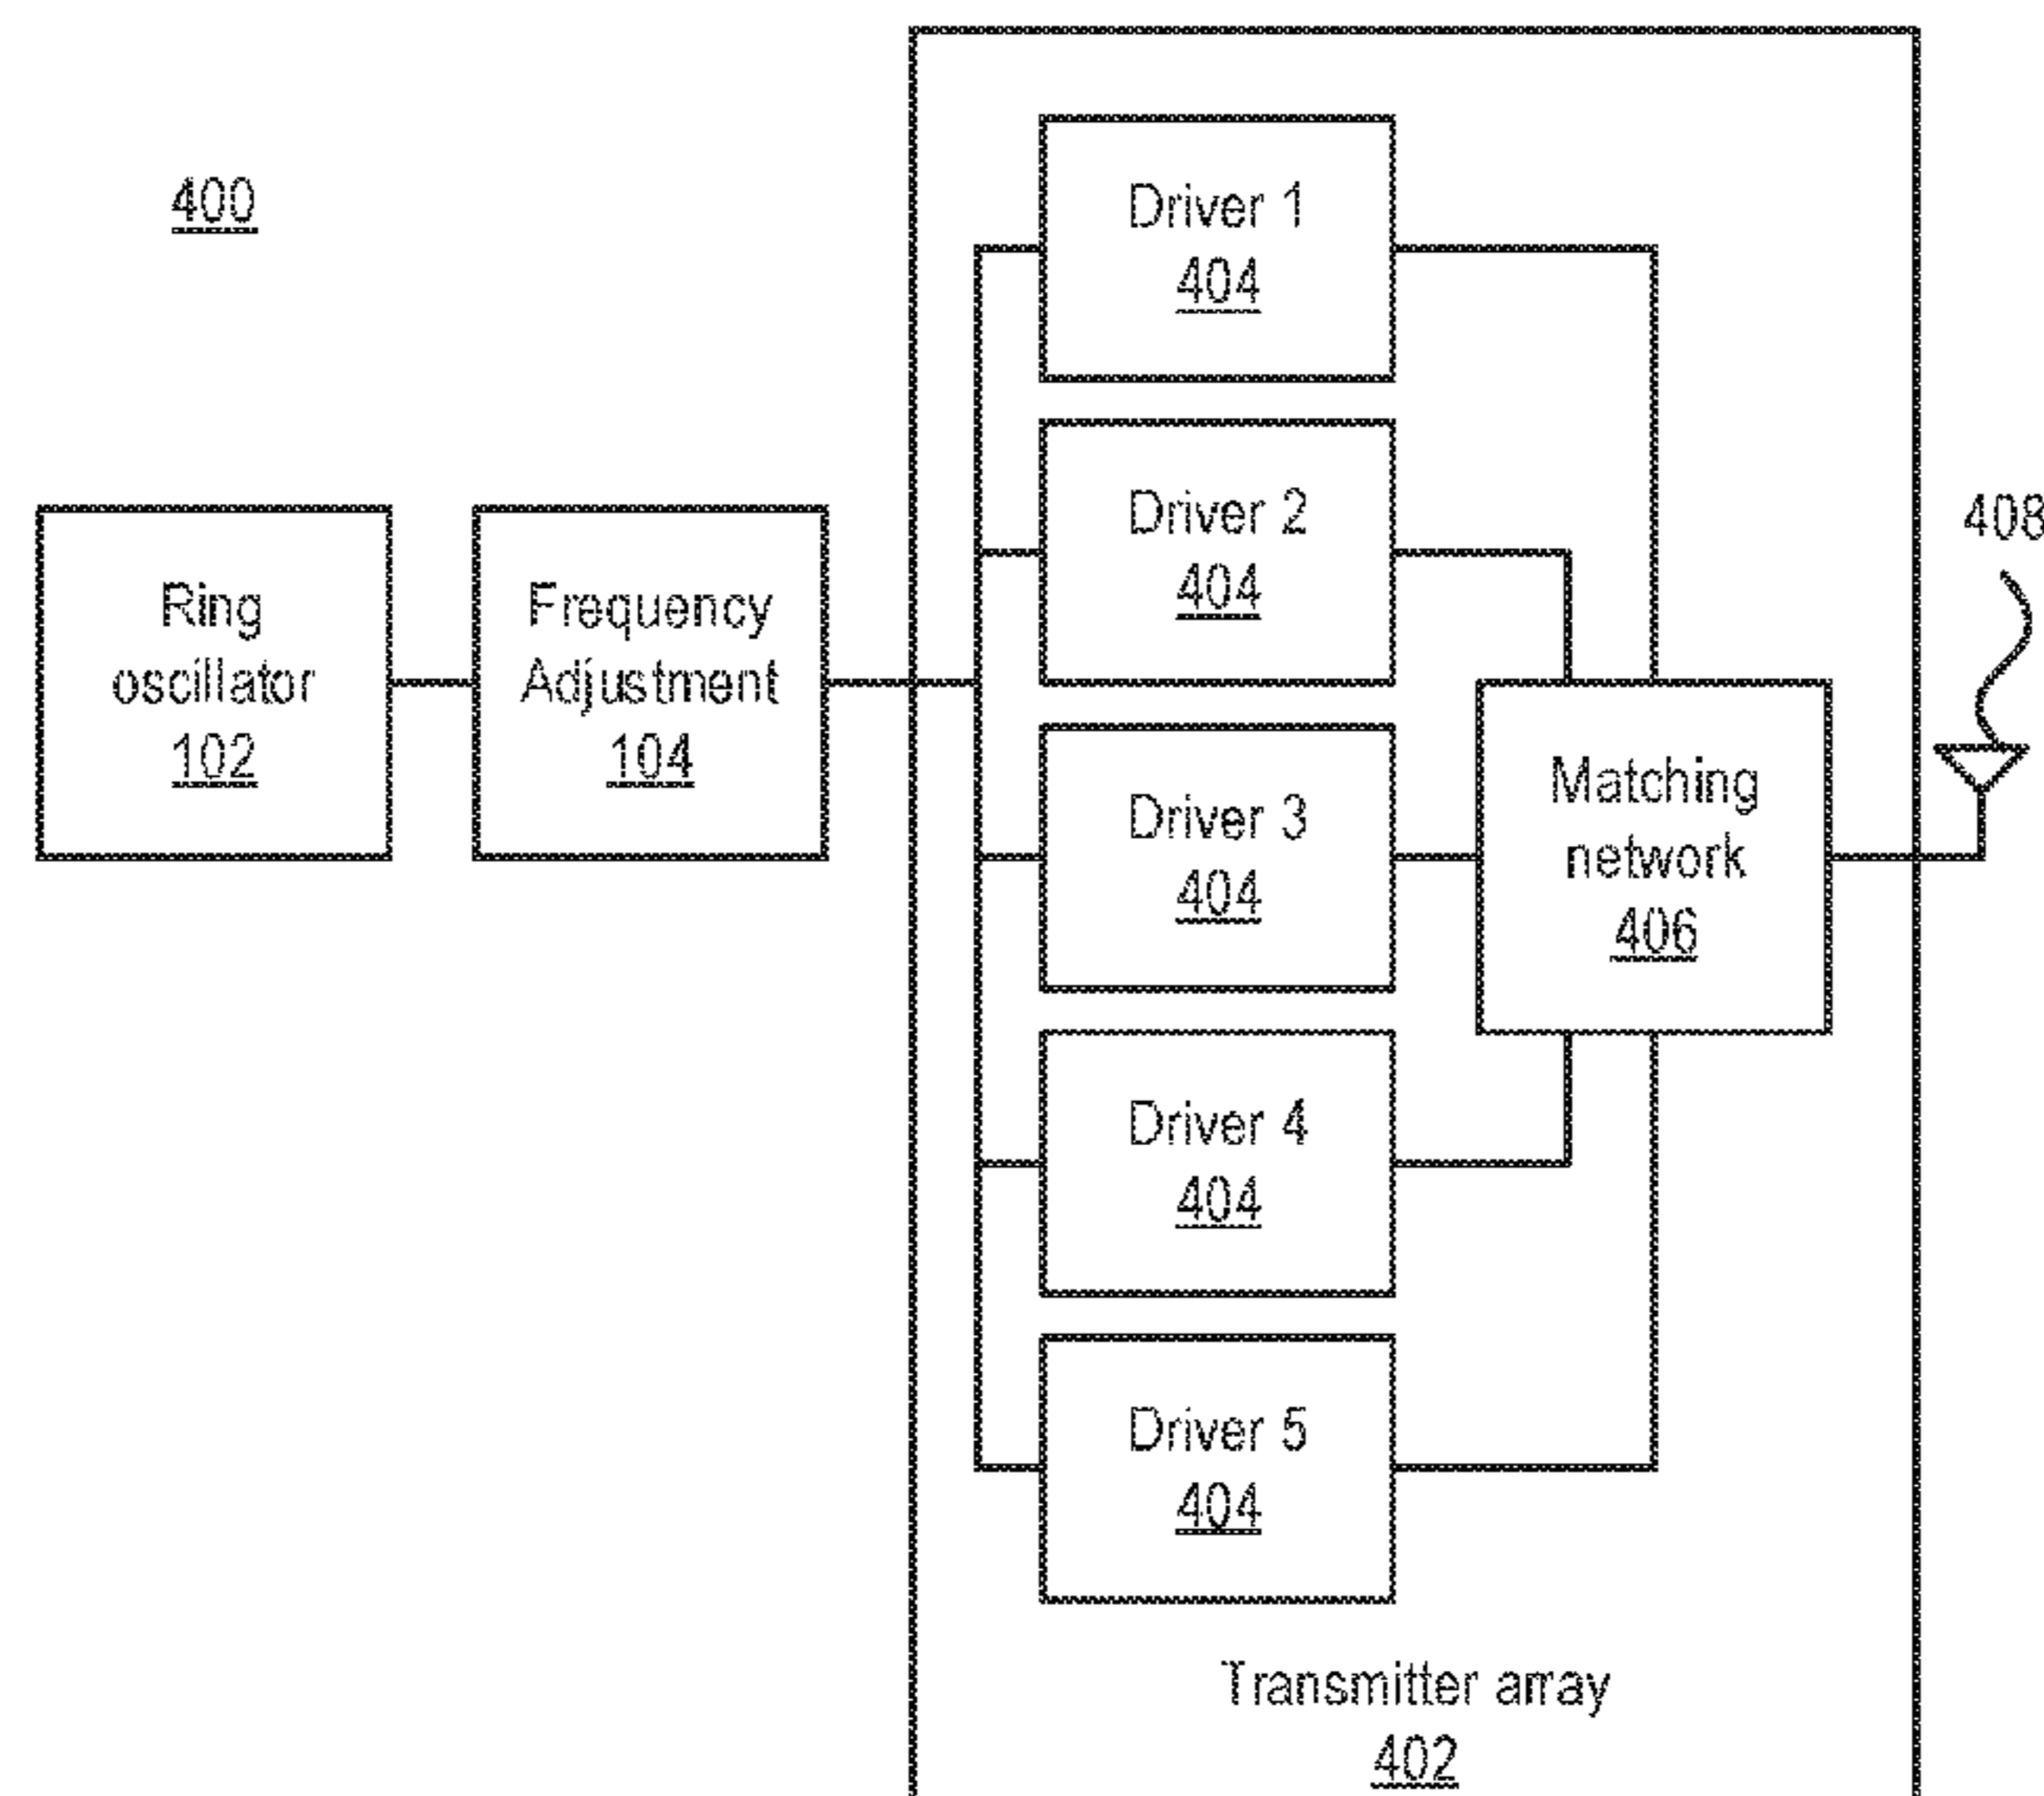 400
Ring
oscillator
102
Frequency
Adjustment
104
Driver 1
404
Driver 2
404
Driver 3
404
Driver 4
404
Driver 5
404
Matching
network
406
408
Transmitter array
402